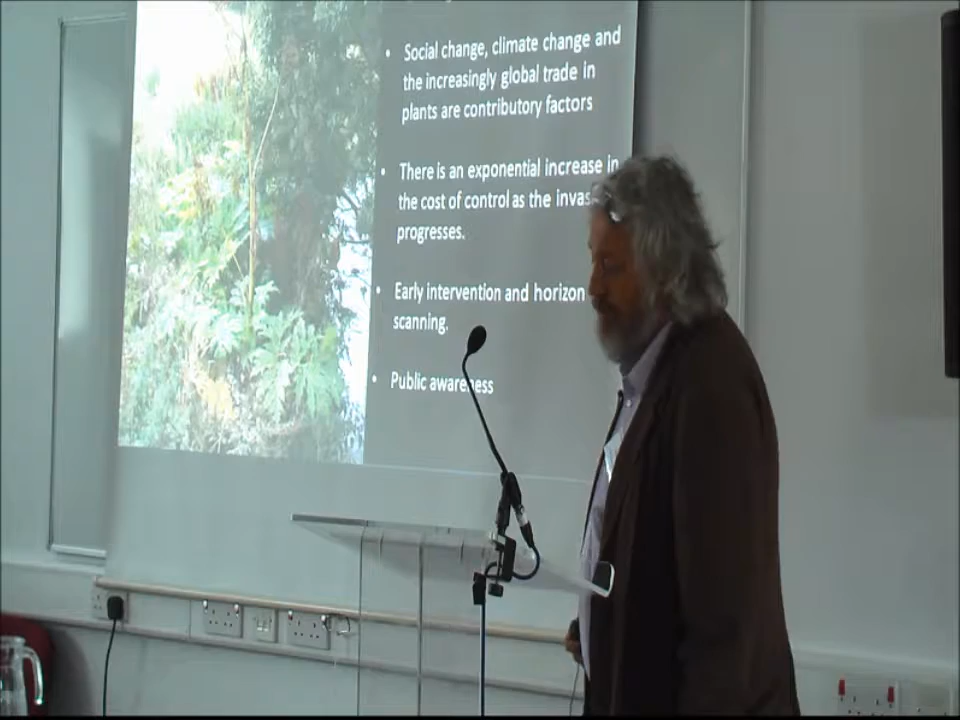 • Social change, climate change and
the increasingly global trade in
plants are contributory factors
• There is an exponential increase in
the cost of control as the
progresses.
• Early intervention and horizon
scanning.
• Public awareness